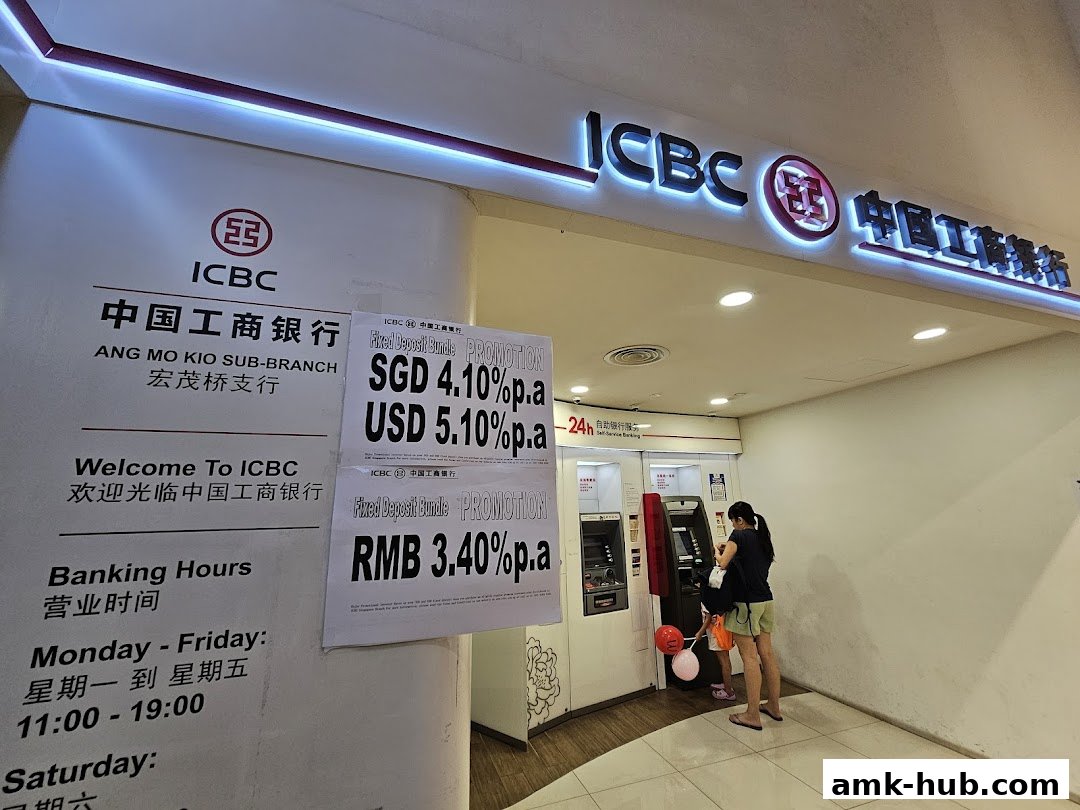 ICBC 中国工商银行
ICBC
中国工商银行
ANG MO KIO SUB-BRANCH
宏茂桥支行
Welcome To ICBC
欢迎光临中国工商银行
Banking Hours
营业时间
Monday - Friday:
星期一 到 星期五
11:00 - 19:00
Saturday:
星期六
ICBC 中国工商银行
Fixed Deposit Bundle PROMOTION
SGD 4.10%p.a
USD 5.10%p.a
ICBC 中国工商银行
Fixed Deposit Bundle PROMOTION
RMB 3.40%p.a
24h 自助银行服务
Self-Service Banking
amk-hub.com